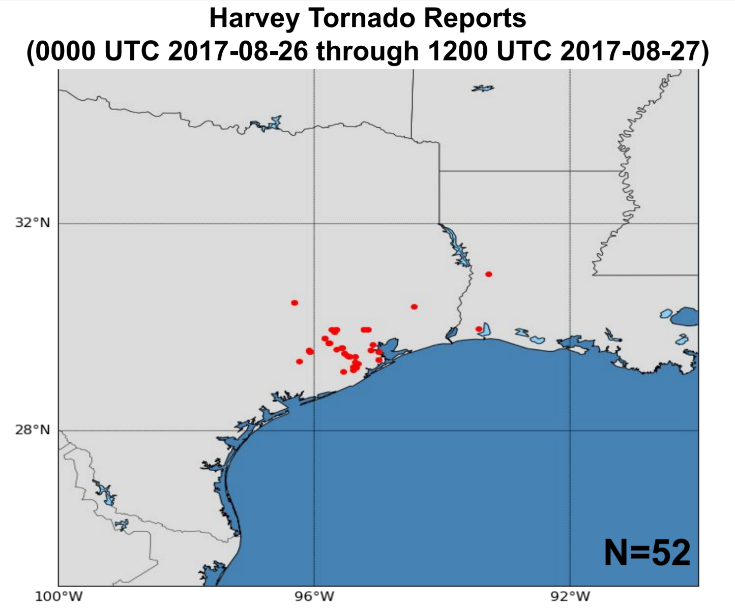 Harvey Tornado Reports
(0000 UTC 2017-08-26 through 1200 UTC 2017-08-27)
32°N
28°N
N=52
100°W 96°W 92°W